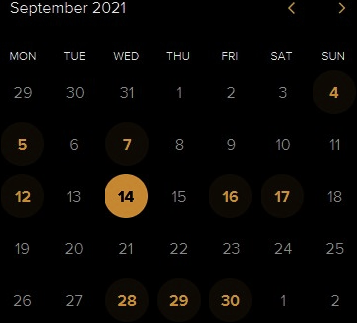 September 2021
MON TUE WED THU FRI SAT SUN
29 30 31 1 2 3 4
5 6 7 8 9 10 11
12 13 14 15 16 17 18
19 20 21 22 23 24 25
26 27 28 29 30 1 2